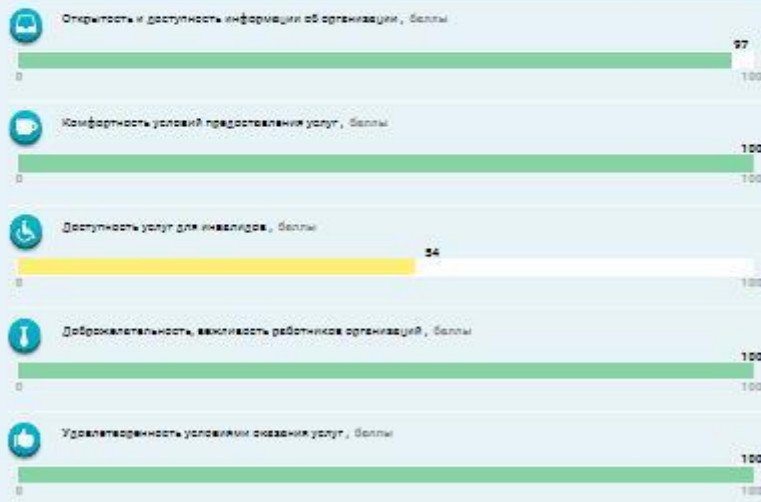 Открытость и доступность информации об организации, баллы
97
0 100
Комфортность условий предоставления услуг, баллы
100
0 100
Доступность услуг для инвалидов, баллы
54
0 100
Доброжелательность, вежливость работников организаций, баллы
100
0 100
Удовлетворенность условиями оказания услуг, баллы
100
0 100